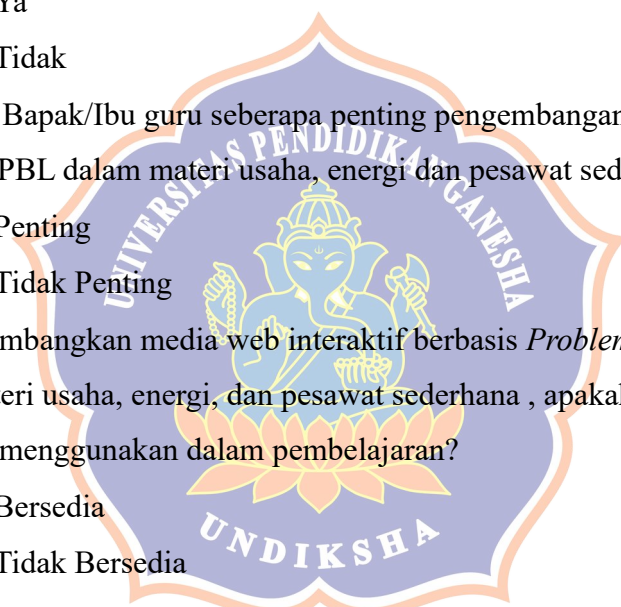 Ya
Tidak
Bapak/Ibu guru seberapa penting pengembangan
PBL dalam materi usaha, energi dan pesawat sed
Penting
Tidak Penting
mbangkan media web interaktif berbasis Problem
teri usaha, energi, dan pesawat sederhana , apakah
menggunakan dalam pembelajaran?
Bersedia
Tidak Bersedia
UNIVERSITAS PENDIDIKAN GANESHA
UNDIKSHA